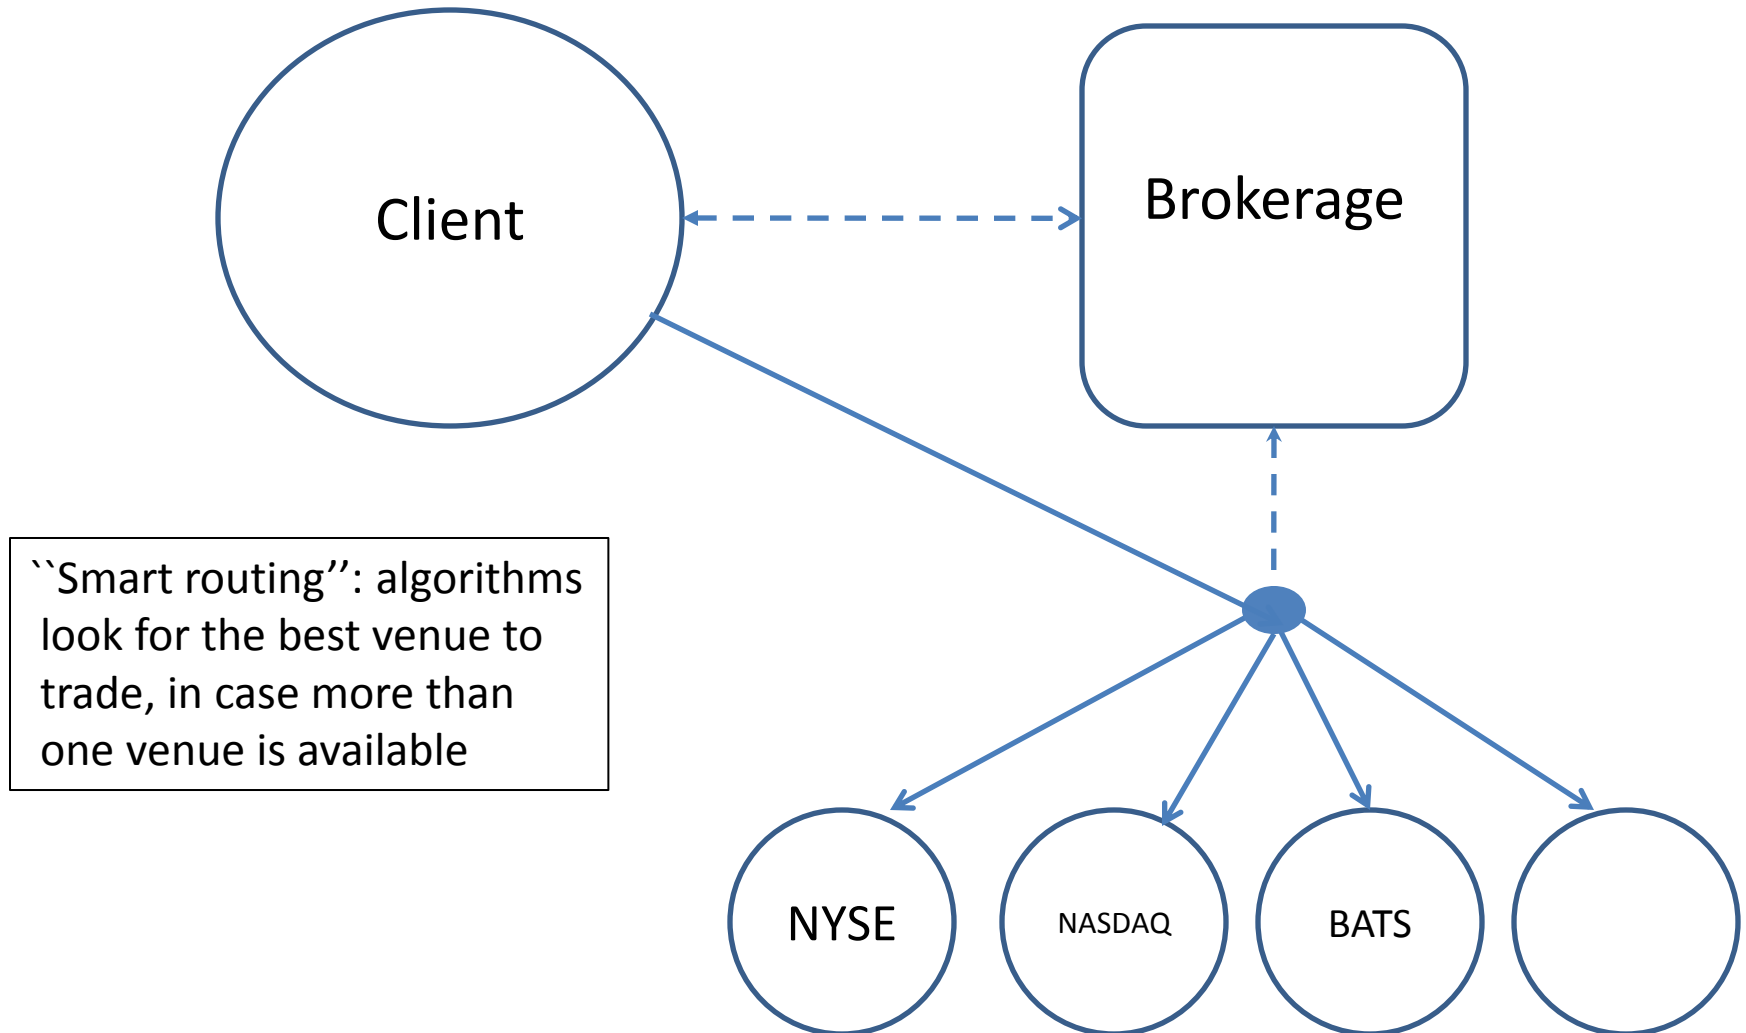 Client
Brokerage
``Smart routing’’: algorithms
look for the best venue to
trade, in case more than
one venue is available
NYSE
NASDAQ
BATS